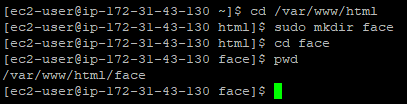 [ec2-user@ip-172-31-43-130 ~]$ cd /var/www/html
[ec2-user@ip-172-31-43-130 html]$ sudo mkdir face
[ec2-user@ip-172-31-43-130 html]$ cd face
[ec2-user@ip-172-31-43-130 face]$ pwd
/var/www/html/face
[ec2-user@ip-172-31-43-130 face]$